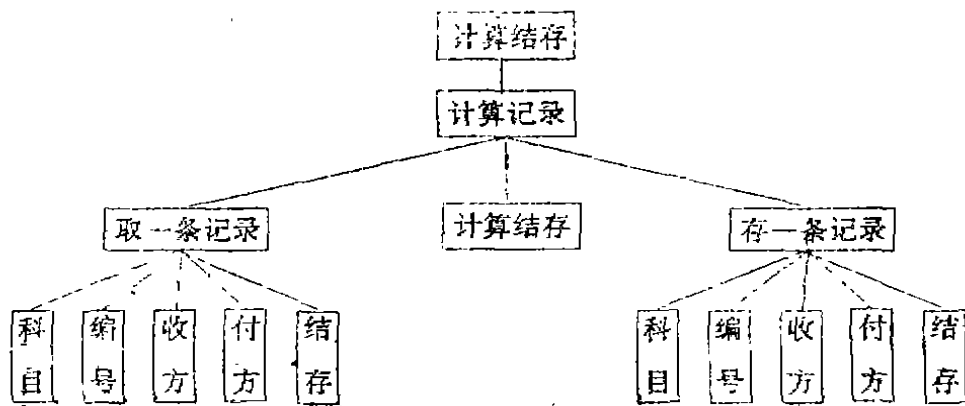 计算结存
计算记录
取一条记录
计算结存
存一条记录
科目
编号
收方
付方
结存
科目
编号
收方
付方
结存